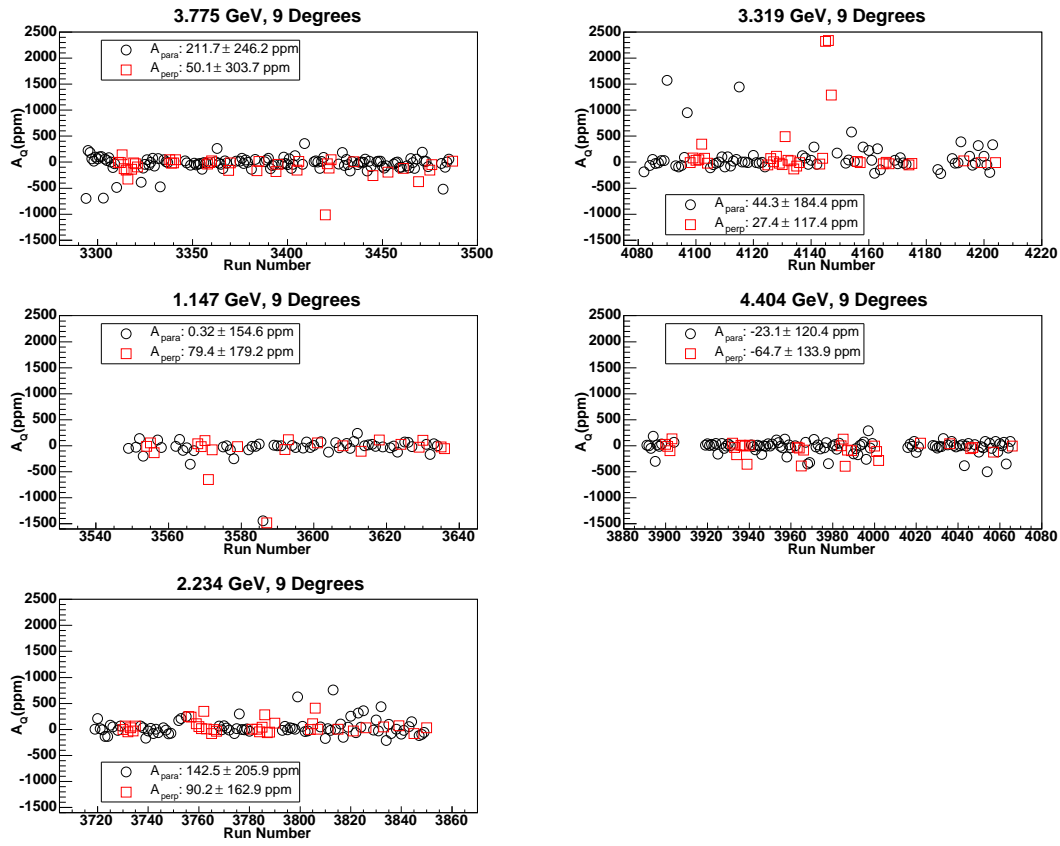 3.775 GeV, 9 Degrees
A_Q(ppm)
2500
2000
1500
1000
500
0
-500
-1000
-1500
A_para: 211.7± 246.2 ppm
A_perp: 50.1± 303.7 ppm
3300 3350 3400 3450 3500
Run Number
3.319 GeV, 9 Degrees
A_Q(ppm)
2500
2000
1500
1000
500
0
-500
-1000
-1500
A_para: 44.3± 184.4 ppm
A_perp: 27.4± 117.4 ppm
4080 4100 4120 4140 4160 4180 4200 4220
Run Number
1.147 GeV, 9 Degrees
A_Q(ppm)
2500
2000
1500
1000
500
0
-500
-1000
-1500
A_para: 0.32± 154.6 ppm
A_perp: 79.4± 179.2 ppm
3540 3560 3580 3600 3620 3640
Run Number
4.404 GeV, 9 Degrees
A_Q(ppm)
2500
2000
1500
1000
500
0
-500
-1000
-1500
A_para: -23.1± 120.4 ppm
A_perp: -64.7± 133.9 ppm
3880 3900 3920 3940 3960 3980 4000 4020 4040 4060 4080
Run Number
2.234 GeV, 9 Degrees
A_Q(ppm)
2500
2000
1500
1000
500
0
-500
-1000
-1500
A_para: 142.5± 205.9 ppm
A_perp: 90.2± 162.9 ppm
3720 3740 3760 3780 3800 3820 3840 3860
Run Number